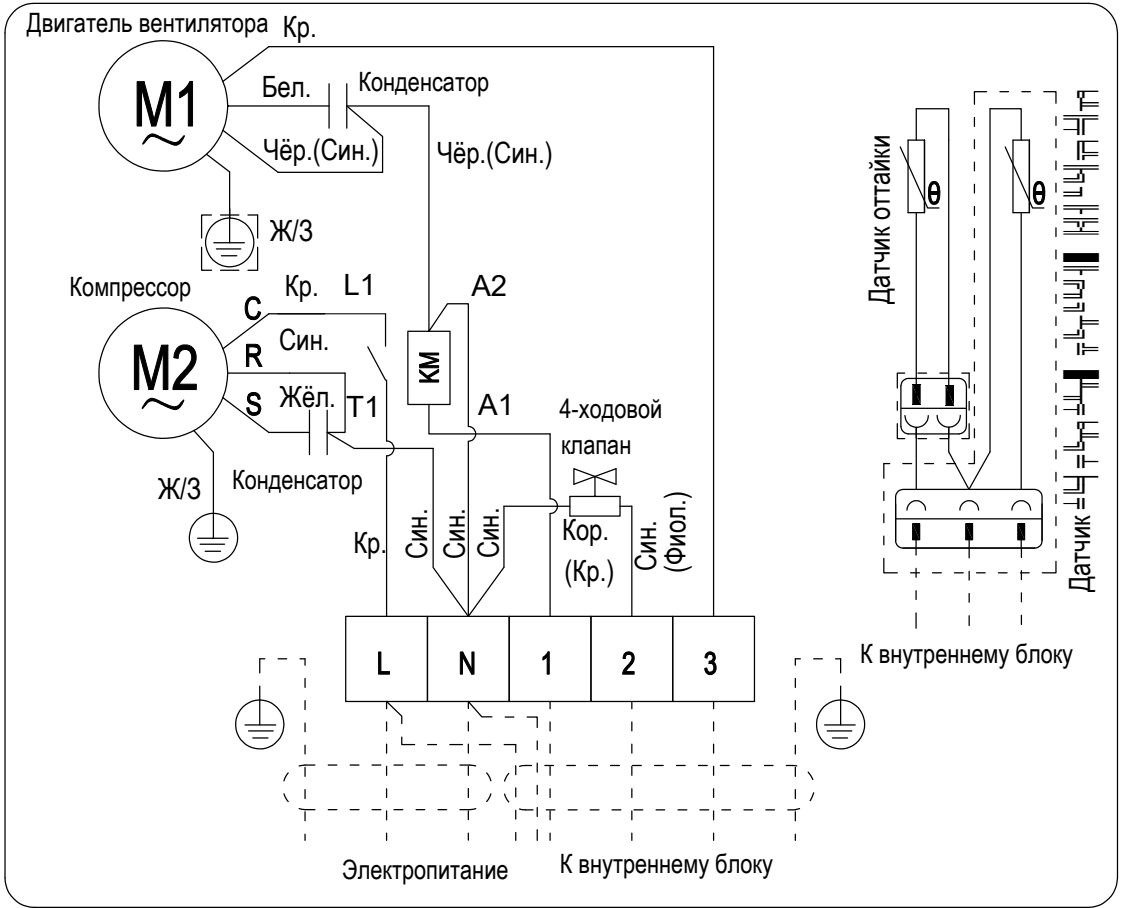 Двигатель вентилятора
Кр.
M1
Бел.
Конденсатор
Чёр.(Син.)
Чёр.(Син.)
Ж/З
Компрессор
C
Кр.
L1
A2
Син.
R
KM
M2
S
Жёл.
T1
A1
4-ходовой
клапан
Конденсатор
Ж/З
Кр.
Син.
Син.
Син.
Кор.
(Кр.)
Син.
(Фиол.)
L
N
1
2
3
Электропитание
К внутреннему блоку
Датчик оттайки
θ
θ
Датчик
К внутреннему блоку